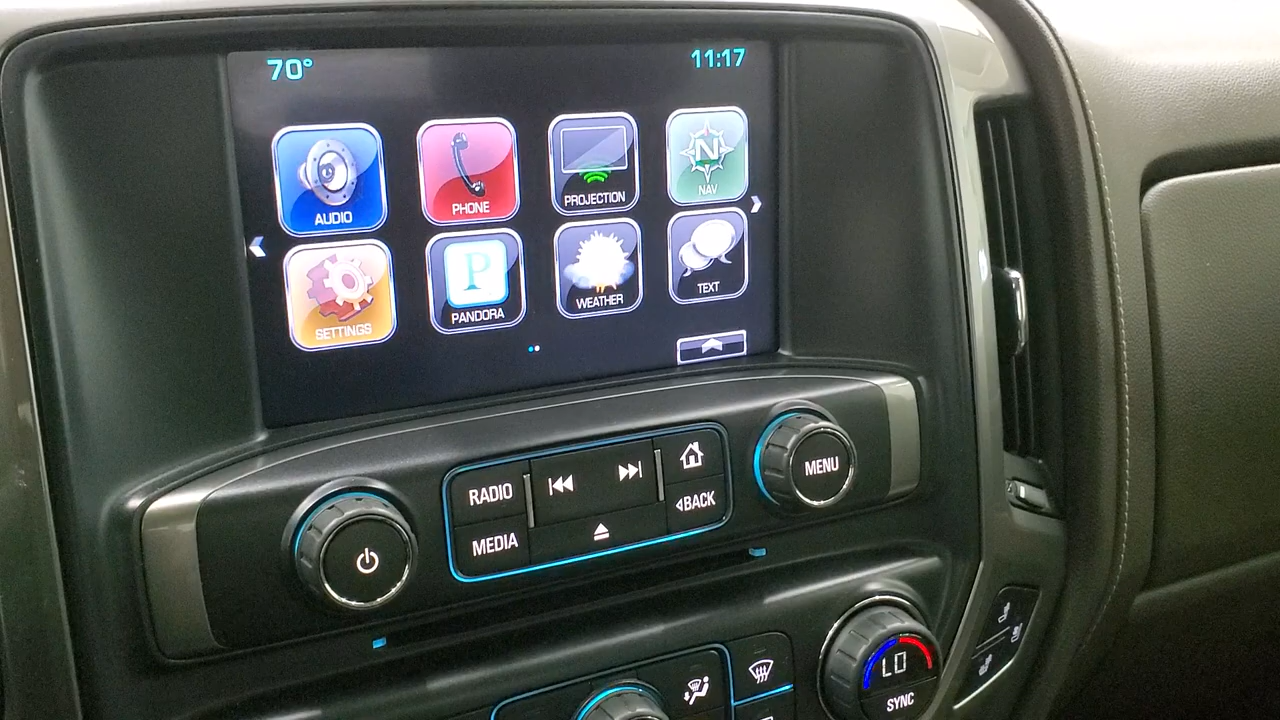 70° 11:17
AUDIO PHONE PROJECTION N NAV
SETTINGS P PANDORA WEATHER TEXT
RADIO
MEDIA
BACK
MENU
LO
SYNC